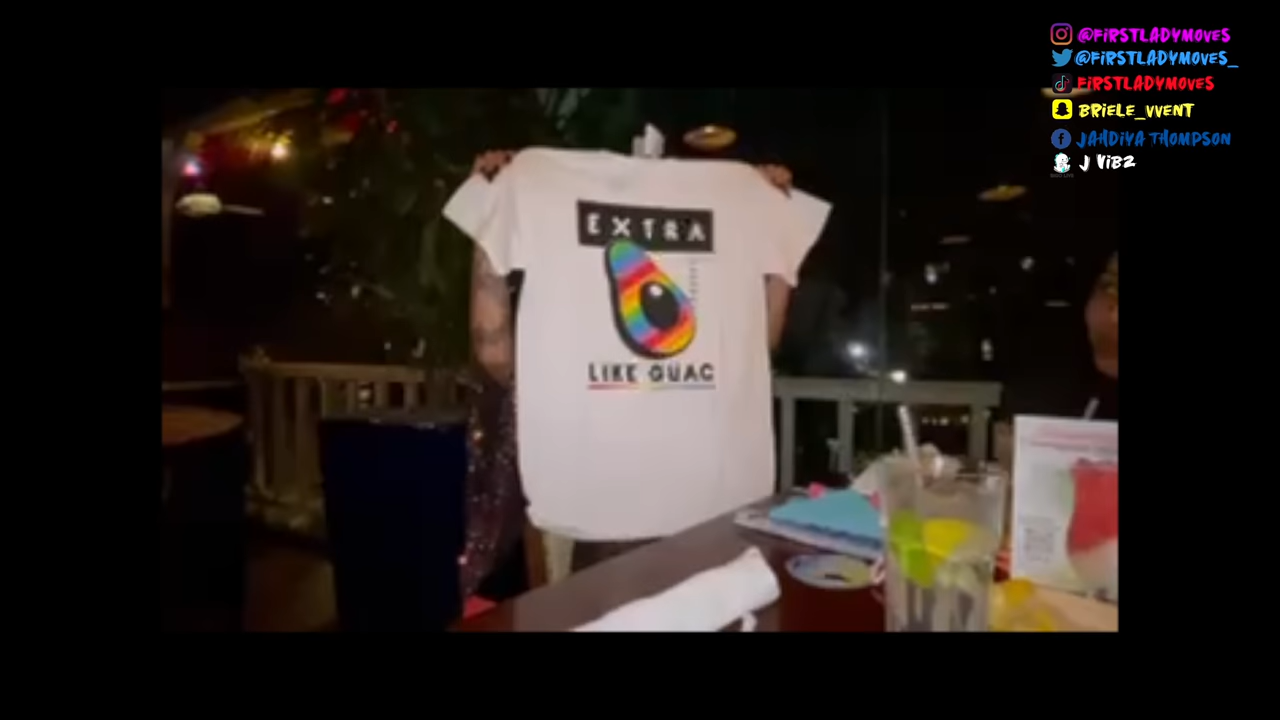 @FIRSTLADYMOVES
@FIRSTLADYMOVES_
FIRSTLADYMOVES
BRIELE_VVENT
JAHDIYA THOMPSON
J VIBZ
EXTRA
LIKE GUAC